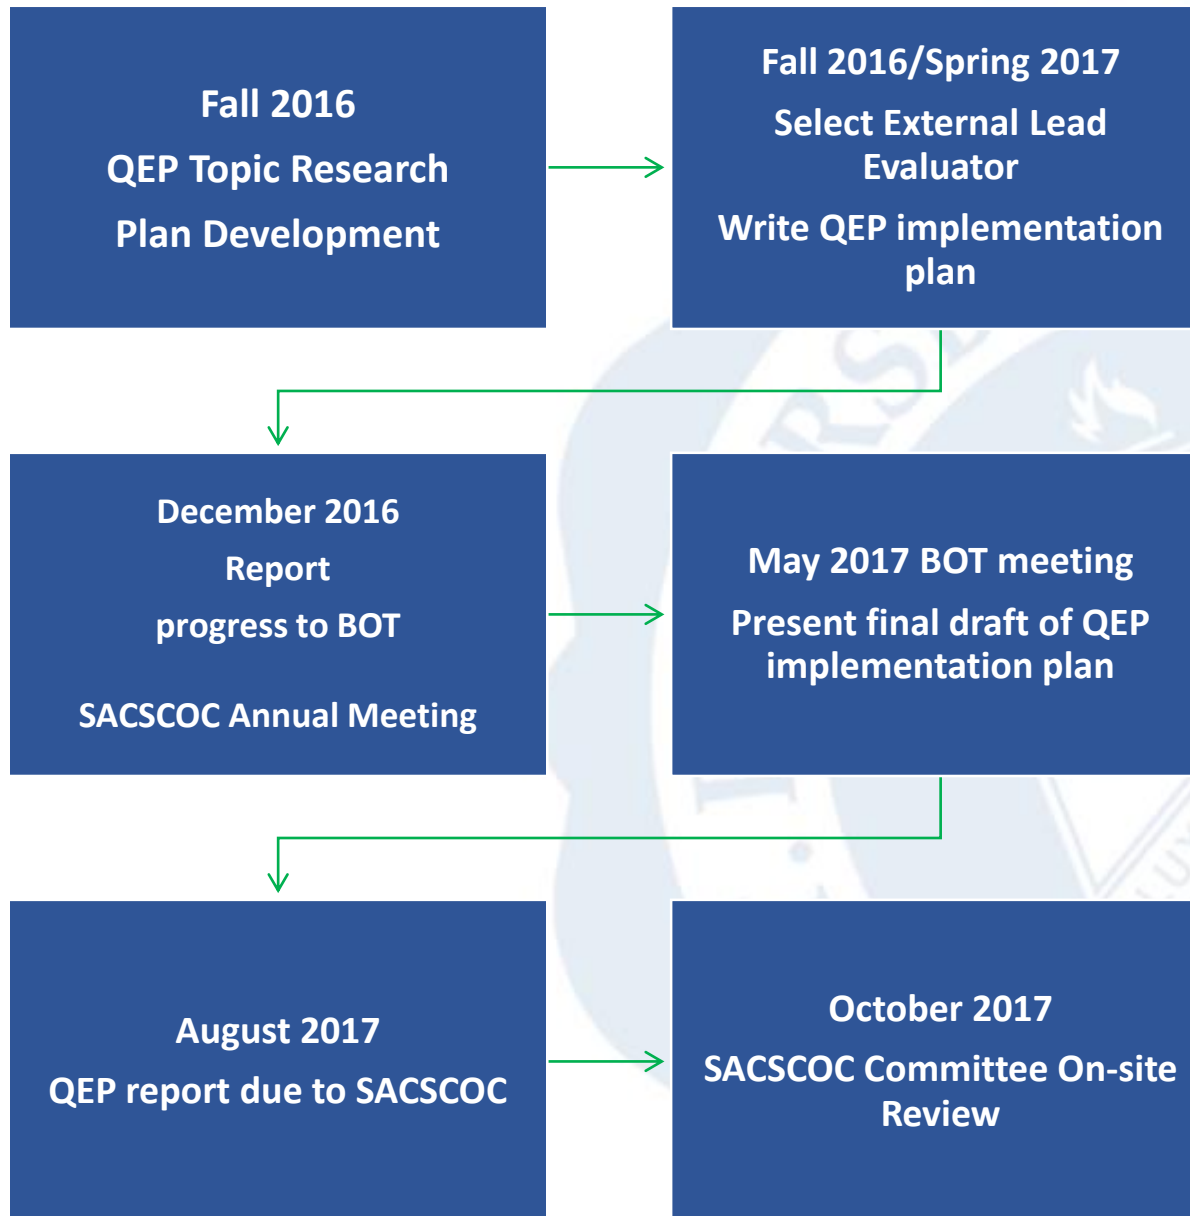 Fall 2016
QEP Topic Research
Plan Development
Fall 2016/Spring 2017
Select External Lead
Evaluator
Write QEP implementation
plan
December 2016
Report
progress to BOT
SACSCOC Annual Meeting
May 2017 BOT meeting
Present final draft of QEP
implementation plan
August 2017
QEP report due to SACSCOC
October 2017
SACSCOC Committee On-site
Review